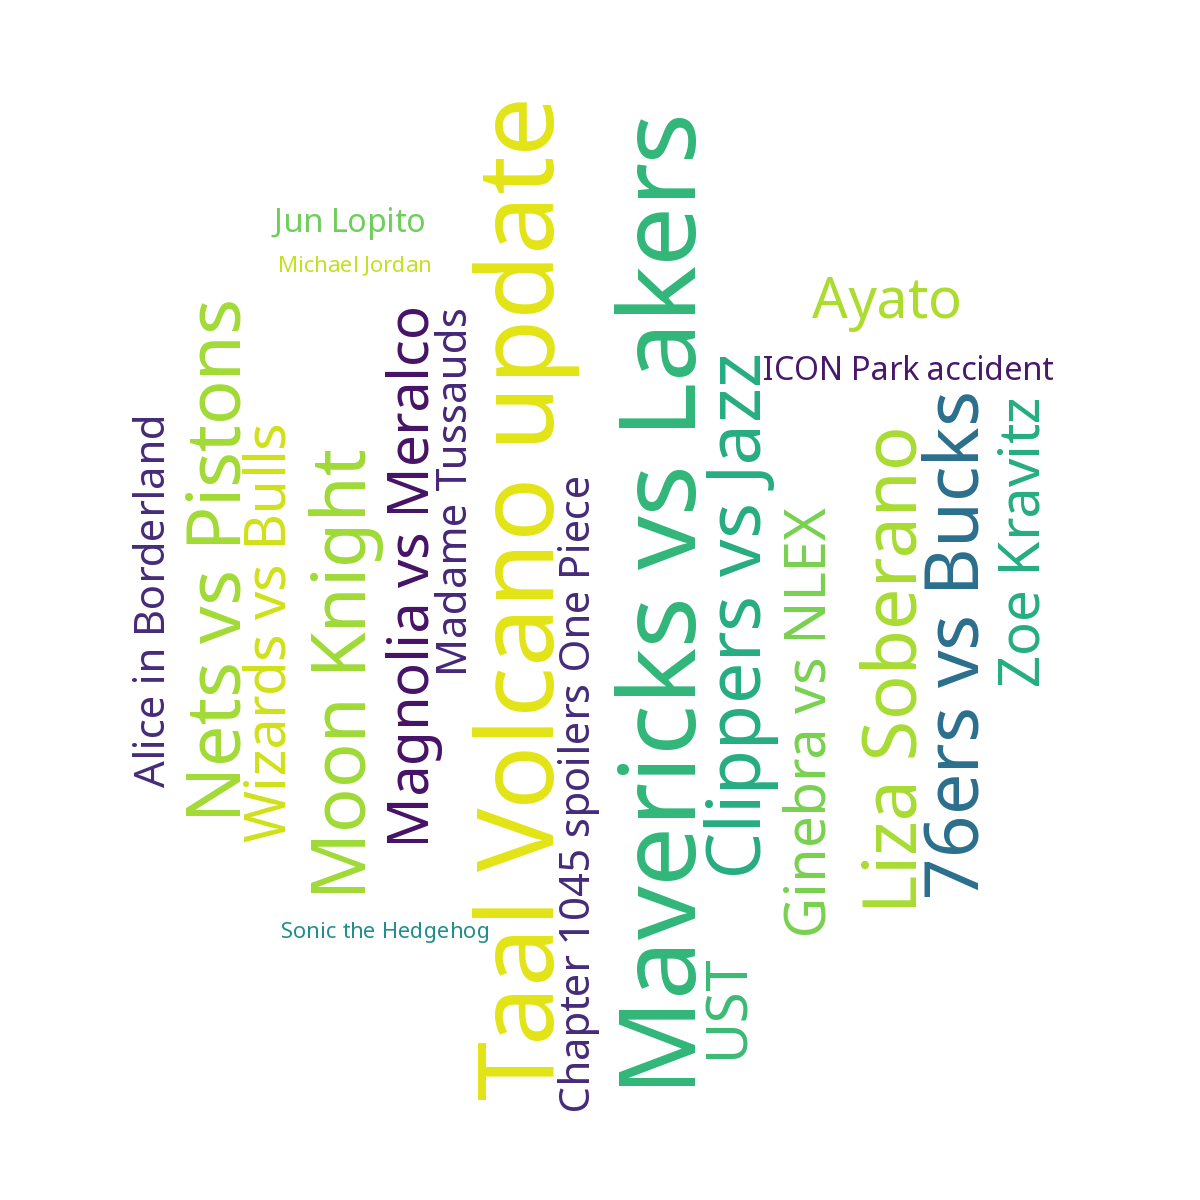 Jun Lopito
Michael Jordan
Alice in Borderland
Nets vs Pistons
Wizards vs Bulls
Moon Knight
Magnolia vs Meralco
Madame Tussauds
Taal Volcano update
Chapter 1045 spoilers One Piece
Mavericks vs Lakers
Clippers vs Jazz
UST
Ayato
ICON Park accident
Ginebra vs NLEX
Liza Soberano
76ers vs Bucks
Zoe Kravitz
Sonic the Hedgehog